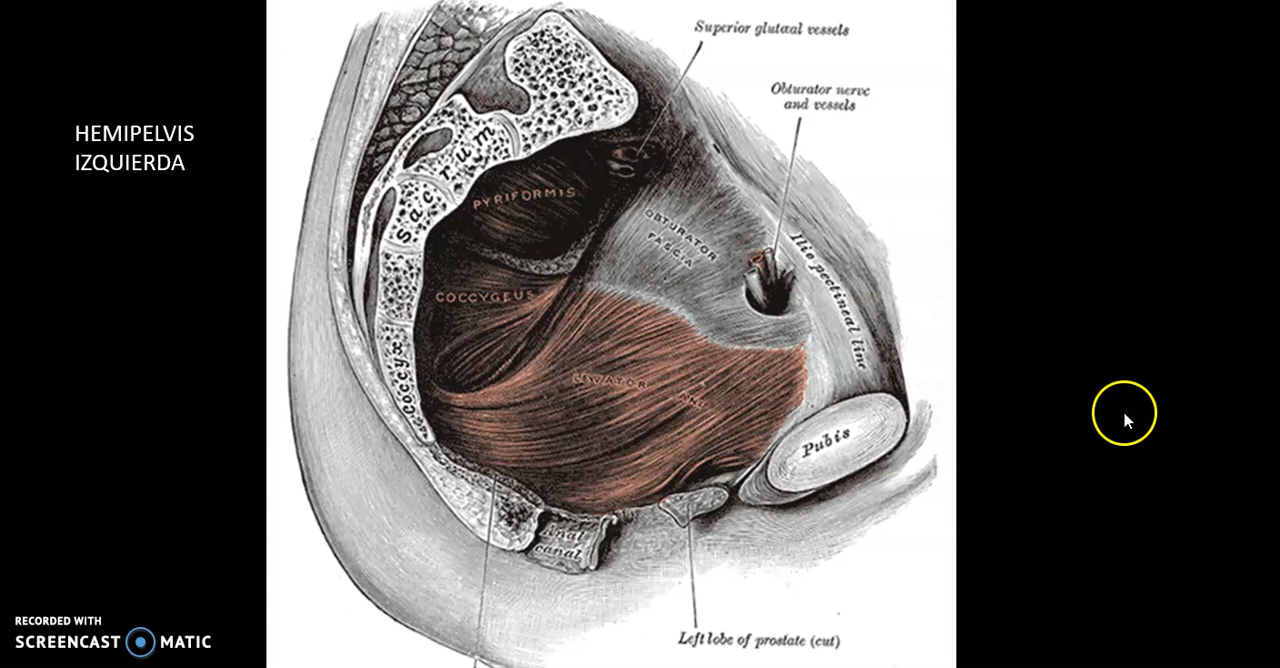 Superior glutæal vessels
Obturator nerve
and vessels
HEMIPELVIS
IZQUIERDA
Sacrum
PYRIFORMIS
OBTURATOR
FASCIA
Ilio pectineal line
COCCYGEUS
Coccyx
LEVATOR ANI
Pubis
Anal
canal
RECORDED WITH
SCREENCAST MATIC
Left lobe of prostate (cut)